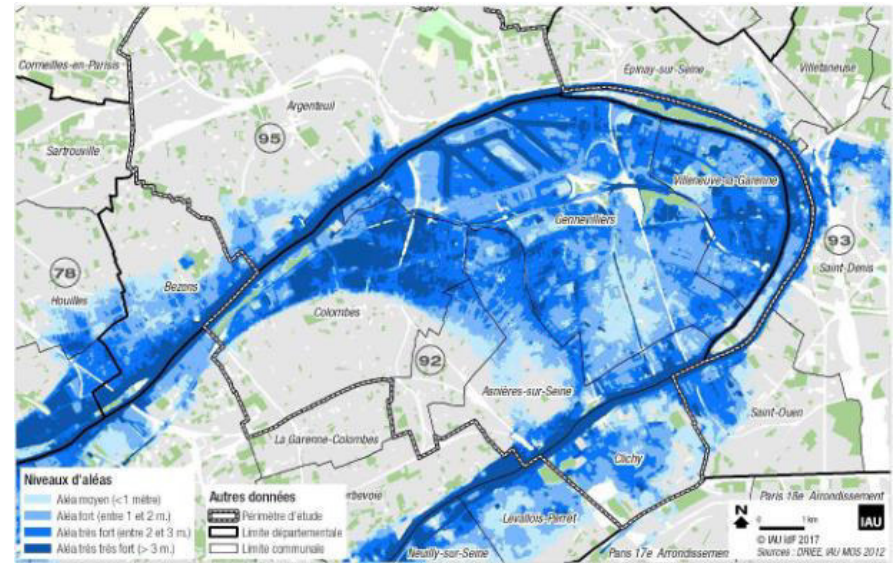 Cormeilles-en-Parisis
Epinay-sur-Seine
Villetaneuse
Argenteuil
95
Sartrouville
Villeneuve-la-Garenne
Gennevilliers
93
Saint-Denis
78
Houilles
Bezons
Colombes
92
Asnières-sur-Seine
Saint-Ouen
La Garenne-Colombes
Clichy
Levallois-Perret
Neuilly-sur-Seine
Paris 18e Arrondissement
Paris 17e Arrondissemen
Niveaux d'aléas
Aléa moyen (<1 mètre)
Aléa fort (entre 1 et 2 m.)
Aléa très fort (entre 2 et 3 m.)
Aléa très très fort (> 3 m.)
Autres données
Périmètre d'étude
Limite départementale
Limite communale
N
0 1 km
IAU
© IAU îdF 2017
Sources : DRIEE, IAU MOS 2012